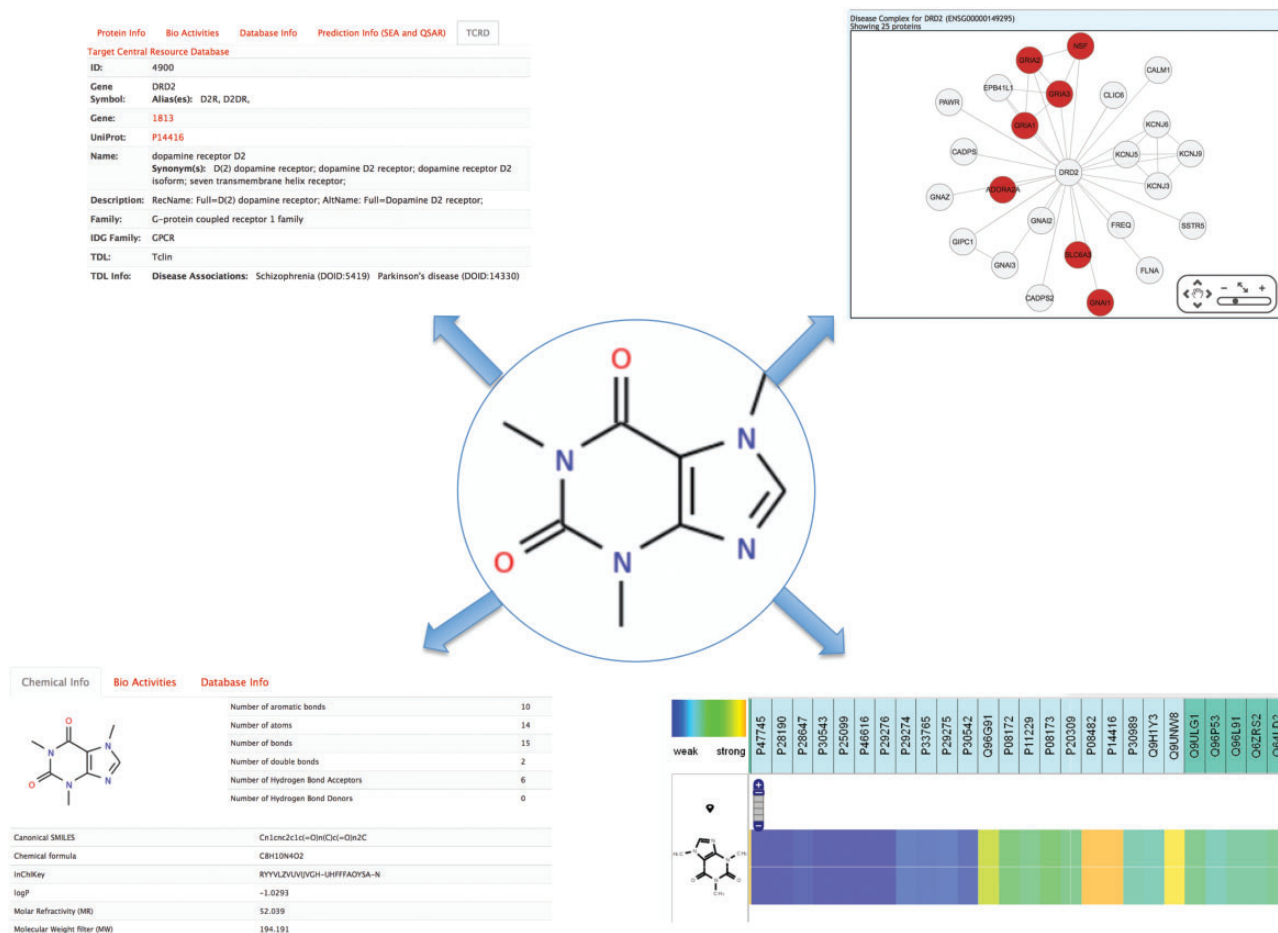 Protein Info Bio Activities Database Info Prediction Info (SEA and QSAR) TCRD
Target Central Resource Database
ID: 4900
Gene DRD2
Symbol: Alias(es): D2R, D2DR,
Gene: 1813
UniProt: P14416
Name: dopamine receptor D2
Synonym(s): D(2) dopamine receptor; dopamine D2 receptor; dopamine receptor D2
isoform; seven transmembrane helix receptor;
Description: RecName: Full=D(2) dopamine receptor; AltName: Full=Dopamine D2 receptor;
Family: G-protein coupled receptor 1 family
IDG Family: GPCR
TDL: Tclin
TDL Info: Disease Associations: Schizophrenia (DOID:5419) Parkinson's disease (DOID:14330)
Disease Complex for DRD2 (ENSG00000149295)
Showing 25 proteins
NSF
GRIA2
CALM1
EPB41L1
GRIA3
CLIC6
PAWR
GRIA1
KCNJ6
CADPS
KCNJ5
KCNJ9
DRD2
ADORA2A
KCNJ3
GNAZ
GNAI2
FREQ
SSTR5
GIPC1
SLC6A3
GNAI3
FLNA
CADPS2
GNAI1
O
N
N
O
N
N
Chemical Info Bio Activities Database Info
O
N
N
O
N
N
Number of aromatic bonds 10
Number of atoms 14
Number of bonds 15
Number of double bonds 2
Number of Hydrogen Bond Acceptors 6
Number of Hydrogen Bond Donors 0
Canonical SMILES Cn1cnc2c1c(=O)n(C)c(=O)n2C
Chemical formula C8H10N4O2
InChIKey RYYVLZVUVIJVGH-UHFFFAOYSA-N
logP -1.0293
Molar Refractivity (MR) 52.039
Molecular Weight filter (MW) 194.191
weak strong
P47745
P28190
P28647
P30543
P25099
P46616
P29276
P29274
P33765
P29275
P30542
Q96G91
P08172
P11229
P08173
P20309
P08482
P14416
P30989
Q9H1Y3
Q9UNW8
Q9ULG1
Q96P53
Q96L91
Q6ZRS2